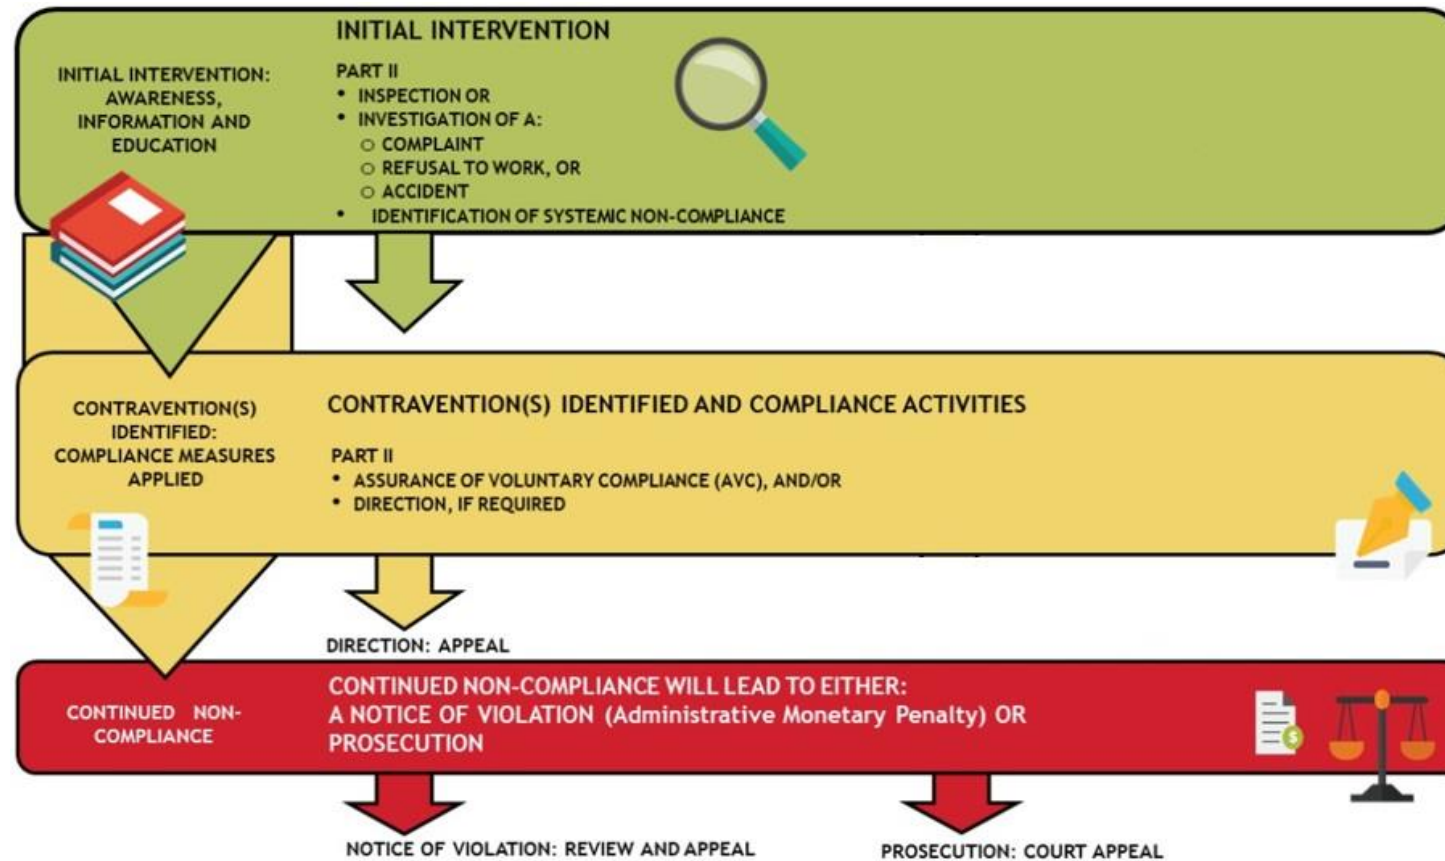 INITIAL INTERVENTION:
AWARENESS,
INFORMATION AND
EDUCATION
INITIAL INTERVENTION
PART II
• INSPECTION OR
• INVESTIGATION OF A:
○ COMPLAINT
○ REFUSAL TO WORK, OR
○ ACCIDENT
• IDENTIFICATION OF SYSTEMIC NON-COMPLIANCE
CONTRAVENTION(S)
IDENTIFIED:
COMPLIANCE MEASURES
APPLIED
CONTRAVENTION(S) IDENTIFIED AND COMPLIANCE ACTIVITIES
PART II
• ASSURANCE OF VOLUNTARY COMPLIANCE (AVC), AND/OR
• DIRECTION, IF REQUIRED
DIRECTION: APPEAL
CONTINUED NON-
COMPLIANCE
CONTINUED NON-COMPLIANCE WILL LEAD TO EITHER:
A NOTICE OF VIOLATION (Administrative Monetary Penalty) OR
PROSECUTION
$
NOTICE OF VIOLATION: REVIEW AND APPEAL
PROSECUTION: COURT APPEAL